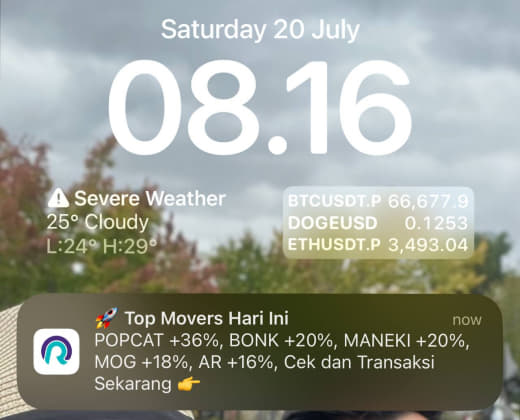 Saturday 20 July
08.16
⚠ Severe Weather
25° Cloudy
L:24° H:29°
BTCUSDT.P 66,677.9
DOGEUSD 0.1253
ETHUSDT.P 3,493.04
🚀 Top Movers Hari Ini now
POPCAT +36%, BONK +20%, MANEKI +20%,
MOG +18%, AR +16%, Cek dan Transaksi
Sekarang 👉